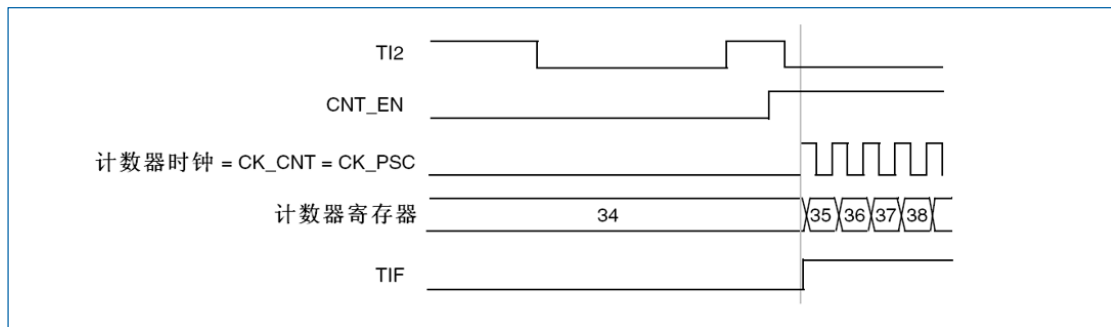 TI2
CNT_EN
计数器时钟 = CK_CNT = CK_PSC
计数器寄存器 34 35 36 37 38
TIF